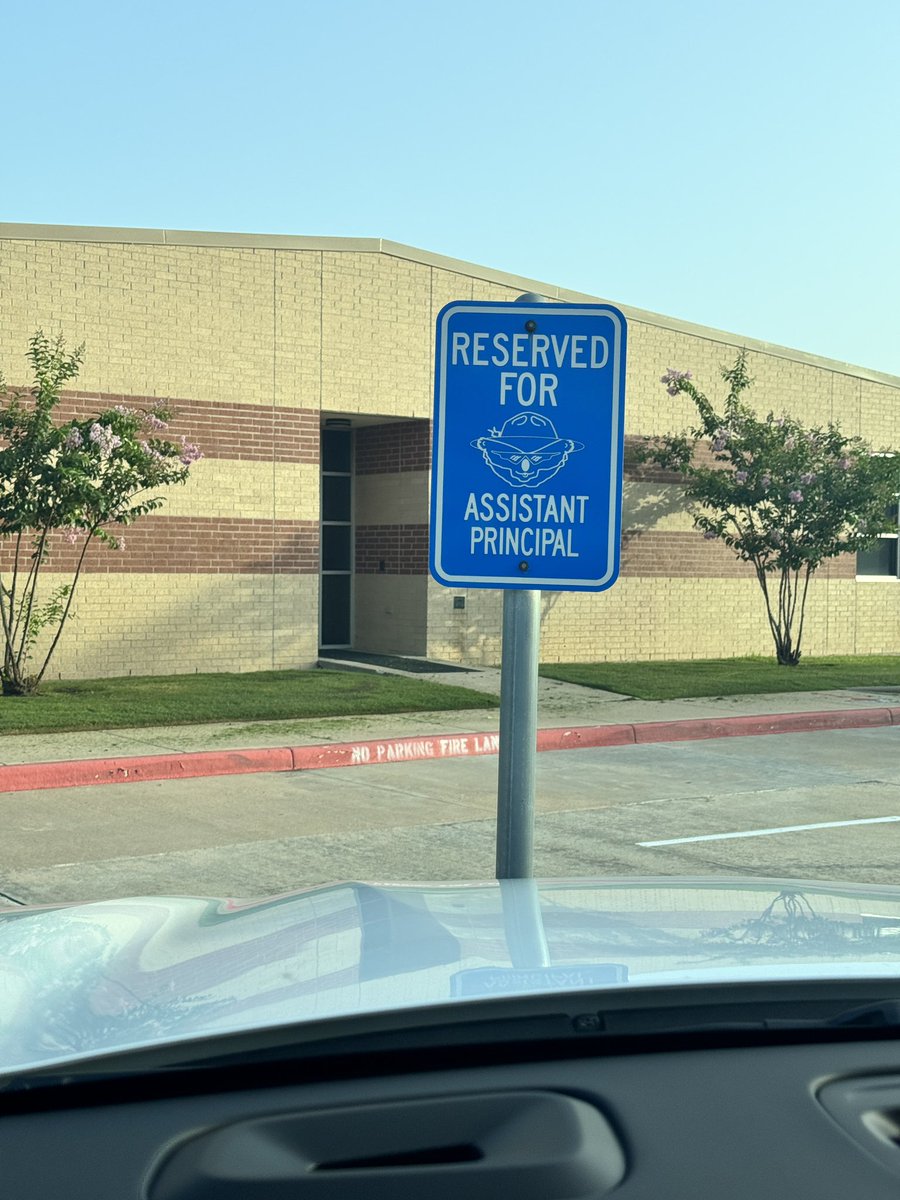 RESERVED
FOR
ASSISTANT
PRINCIPAL
NO PARKING FIRE LAN